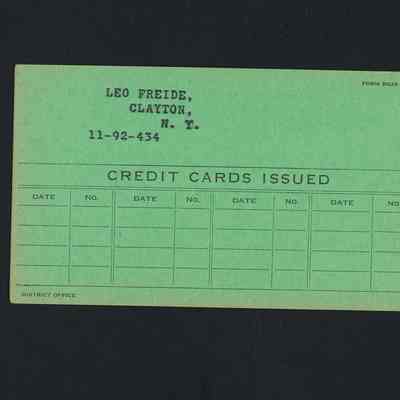 FORM
LEO FREIDE,
CLAYTON,
N. Y.
11-92-434
CREDIT CARDS ISSUED
DATE NO. DATE NO. DATE NO. DATE NO.
DISTRICT OFFICE